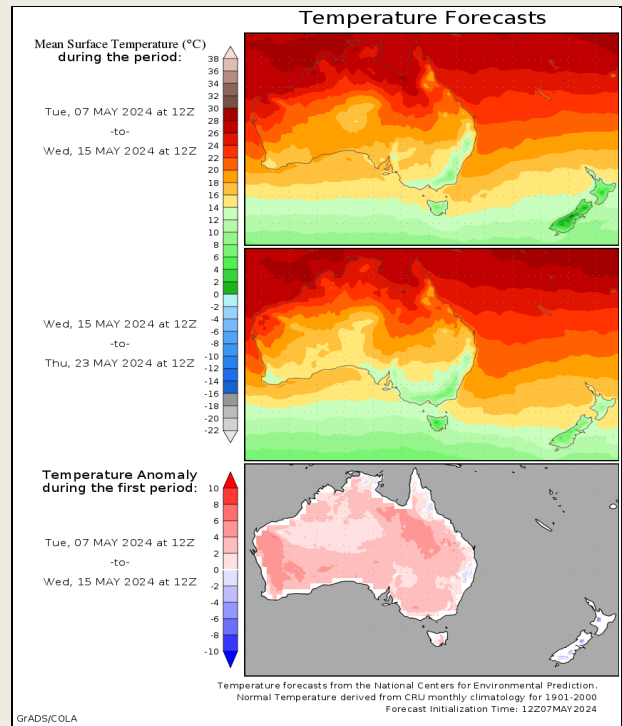 Temperature Forecasts
Mean Surface Temperature (°C)
during the period:
38
36
34
32
30
28
26
24
22
20
18
16
14
12
10
8
6
4
2
0
-2
-4
-6
-8
-10
-12
-14
-16
-18
-20
-22
Tue, 07 MAY 2024 at 12Z
-to-
Wed, 15 MAY 2024 at 12Z
Wed, 15 MAY 2024 at 12Z
-to-
Thu, 23 MAY 2024 at 12Z
Temperature Anomaly
during the first period:
10
8
6
4
2
0
-2
-4
-6
-8
-10
Tue, 07 MAY 2024 at 12Z
-to-
Wed, 15 MAY 2024 at 12Z
Temperature forecasts from the National Centers for Environmental Prediction.
Normal Temperature derived from CRU monthly climatology for 1901-2000
Forecast Initialization Time: 12Z07MAY2024
GrADS/COLA